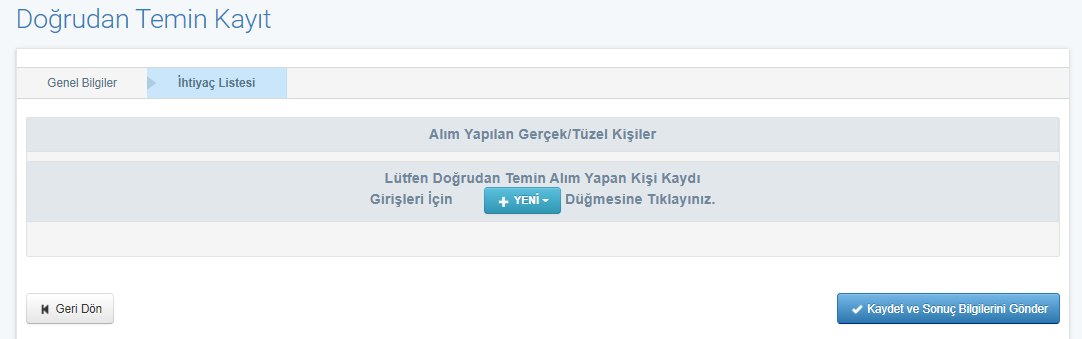 Doğrudan Temin Kayıt
Genel Bilgiler
İhtiyaç Listesi
Alım Yapılan Gerçek/Tüzel Kişiler
Lütfen Doğrudan Temin Alım Yapan Kişi Kaydı
Girişleri İçin YENİ Düğmesine Tıklayınız.
Geri Dön
Kaydet ve Sonuç Bilgilerini Gönder